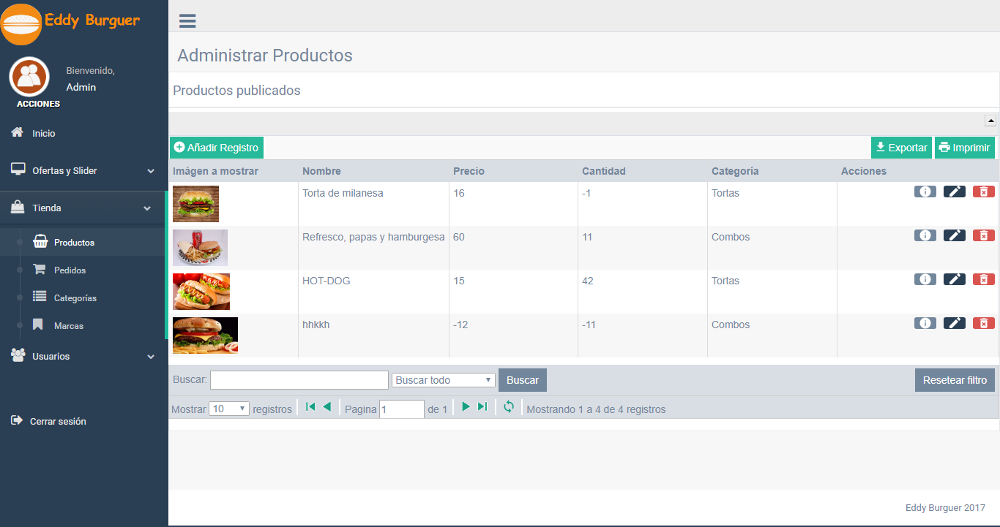 Eddy Burguer
Bienvenido,
Admin
ACCIONES
Inicio
Ofertas y Slider
Tienda
Productos
Pedidos
Categorías
Marcas
Usuarios
Cerrar sesión
Administrar Productos
Productos publicados
Añadir Registro
Exportar
Imprimir
Imágen a mostrar Nombre Precio Cantidad Categoría Acciones
Torta de milanesa 16 -1 Tortas
Refresco, papas y hamburgesa 60 11 Combos
HOT-DOG 15 42 Tortas
hhkkh -12 -11 Combos
Buscar: Buscar todo Buscar Resetear filtro
Mostrar 10 registros Pagina 1 de 1 Mostrando 1 a 4 de 4 registros
Eddy Burguer 2017